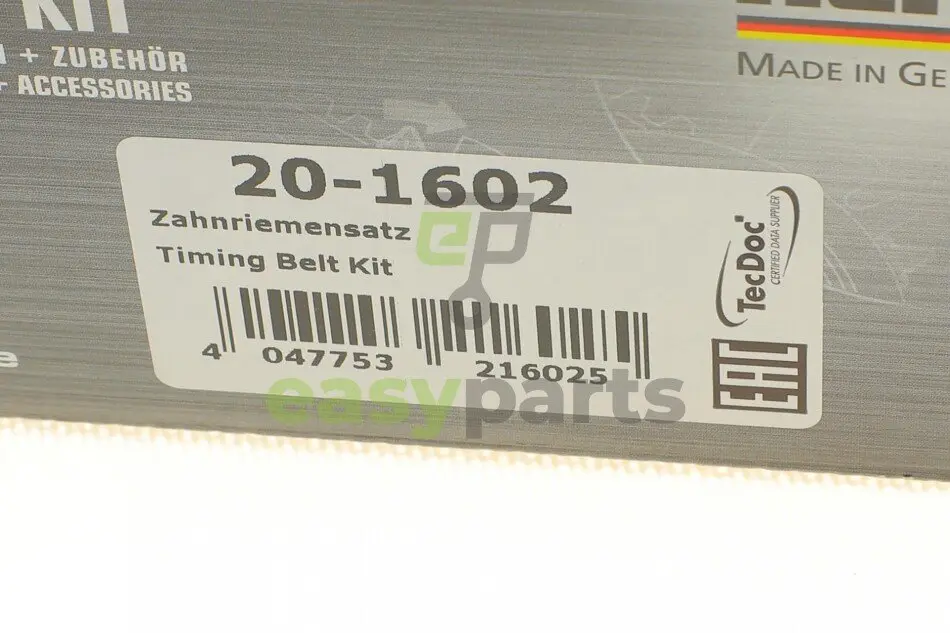 KIT
+ ZUBEHÖR
+ ACCESSORIES
MADE IN GE
20-1602
Zahnriemensatz
Timing Belt Kit
4 047753 216025
TecDoc
CERTIFIED DATA SUPPLIER
EAC
easyparts